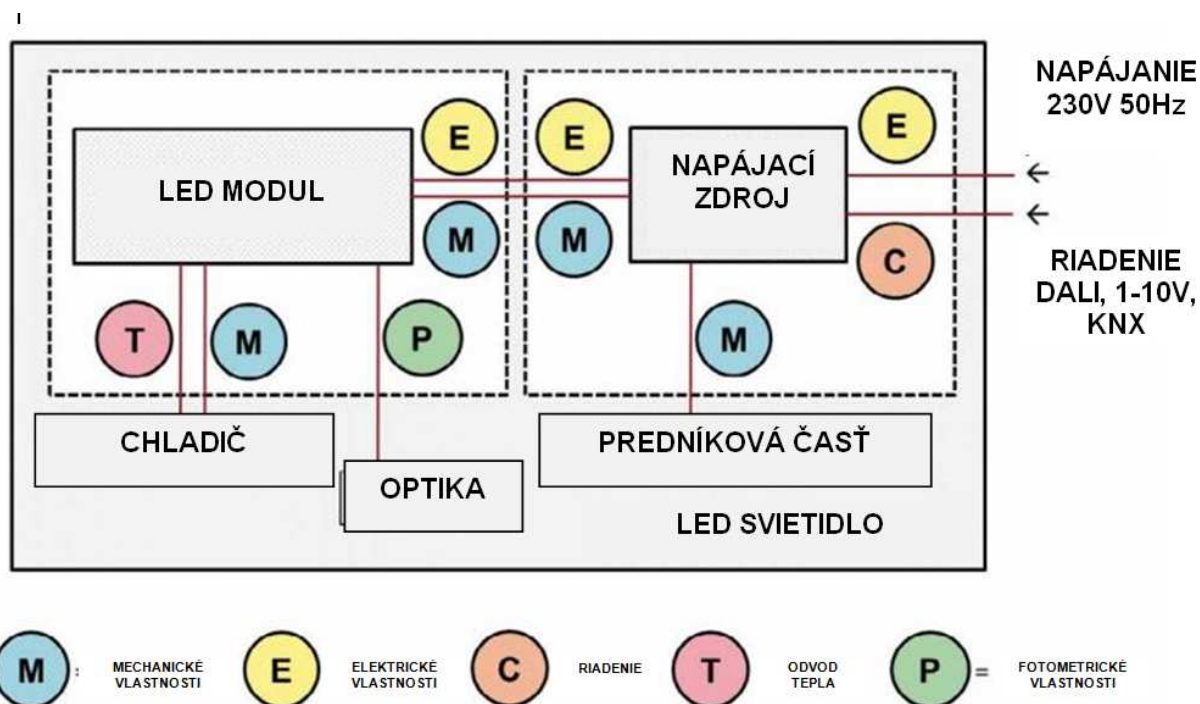 NAPÁJANIE
230V 50Hz
E
E
E
LED MODUL
NAPÁJACÍ
ZDROJ
M
M
C
RIADENIE
DALI, 1-10V,
KNX
T
M
P
M
CHLADIČ
PREDNÍKOVÁ ČASŤ
OPTIKA
LED SVIETIDLO
M : MECHANICKÉ
VLASTNOSTI
E ELEKTRICKÉ
VLASTNOSTI
C RIADENIE
T ODVOD
TEPLA
P = FOTOMETRICKÉ
VLASTNOSTI